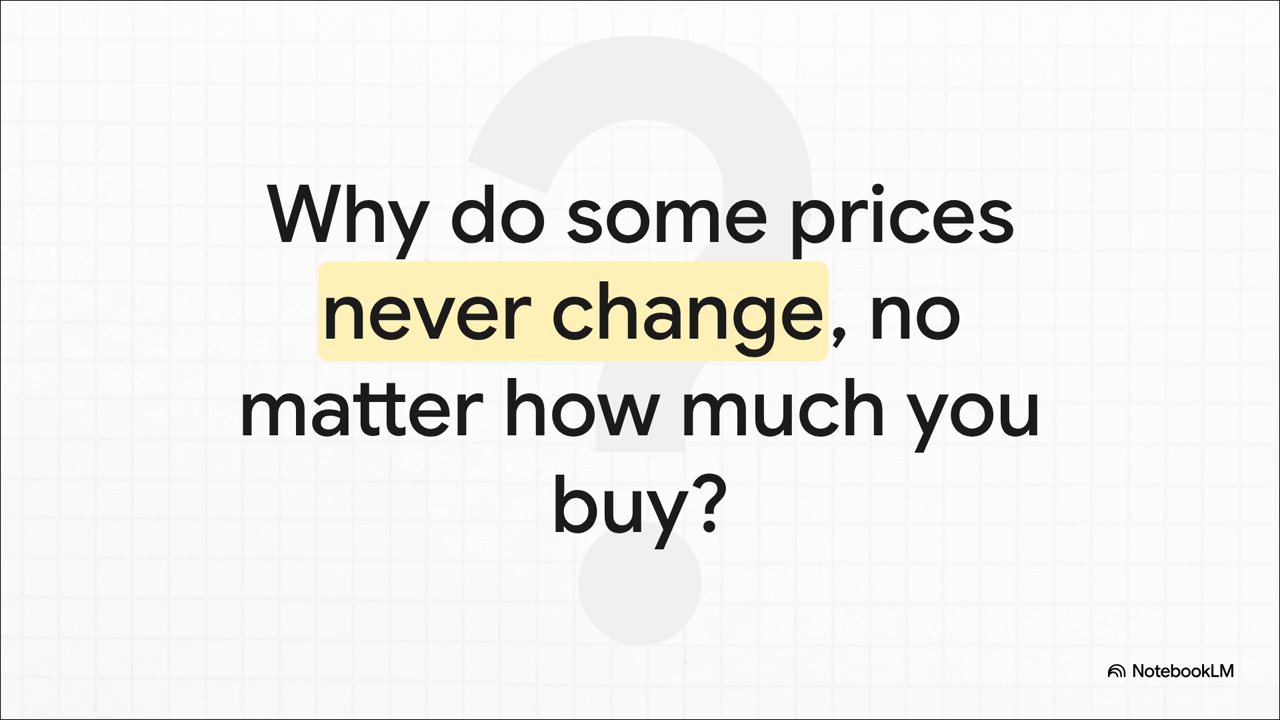 Why do some prices
never change, no
matter how much you
buy?
NotebookLM